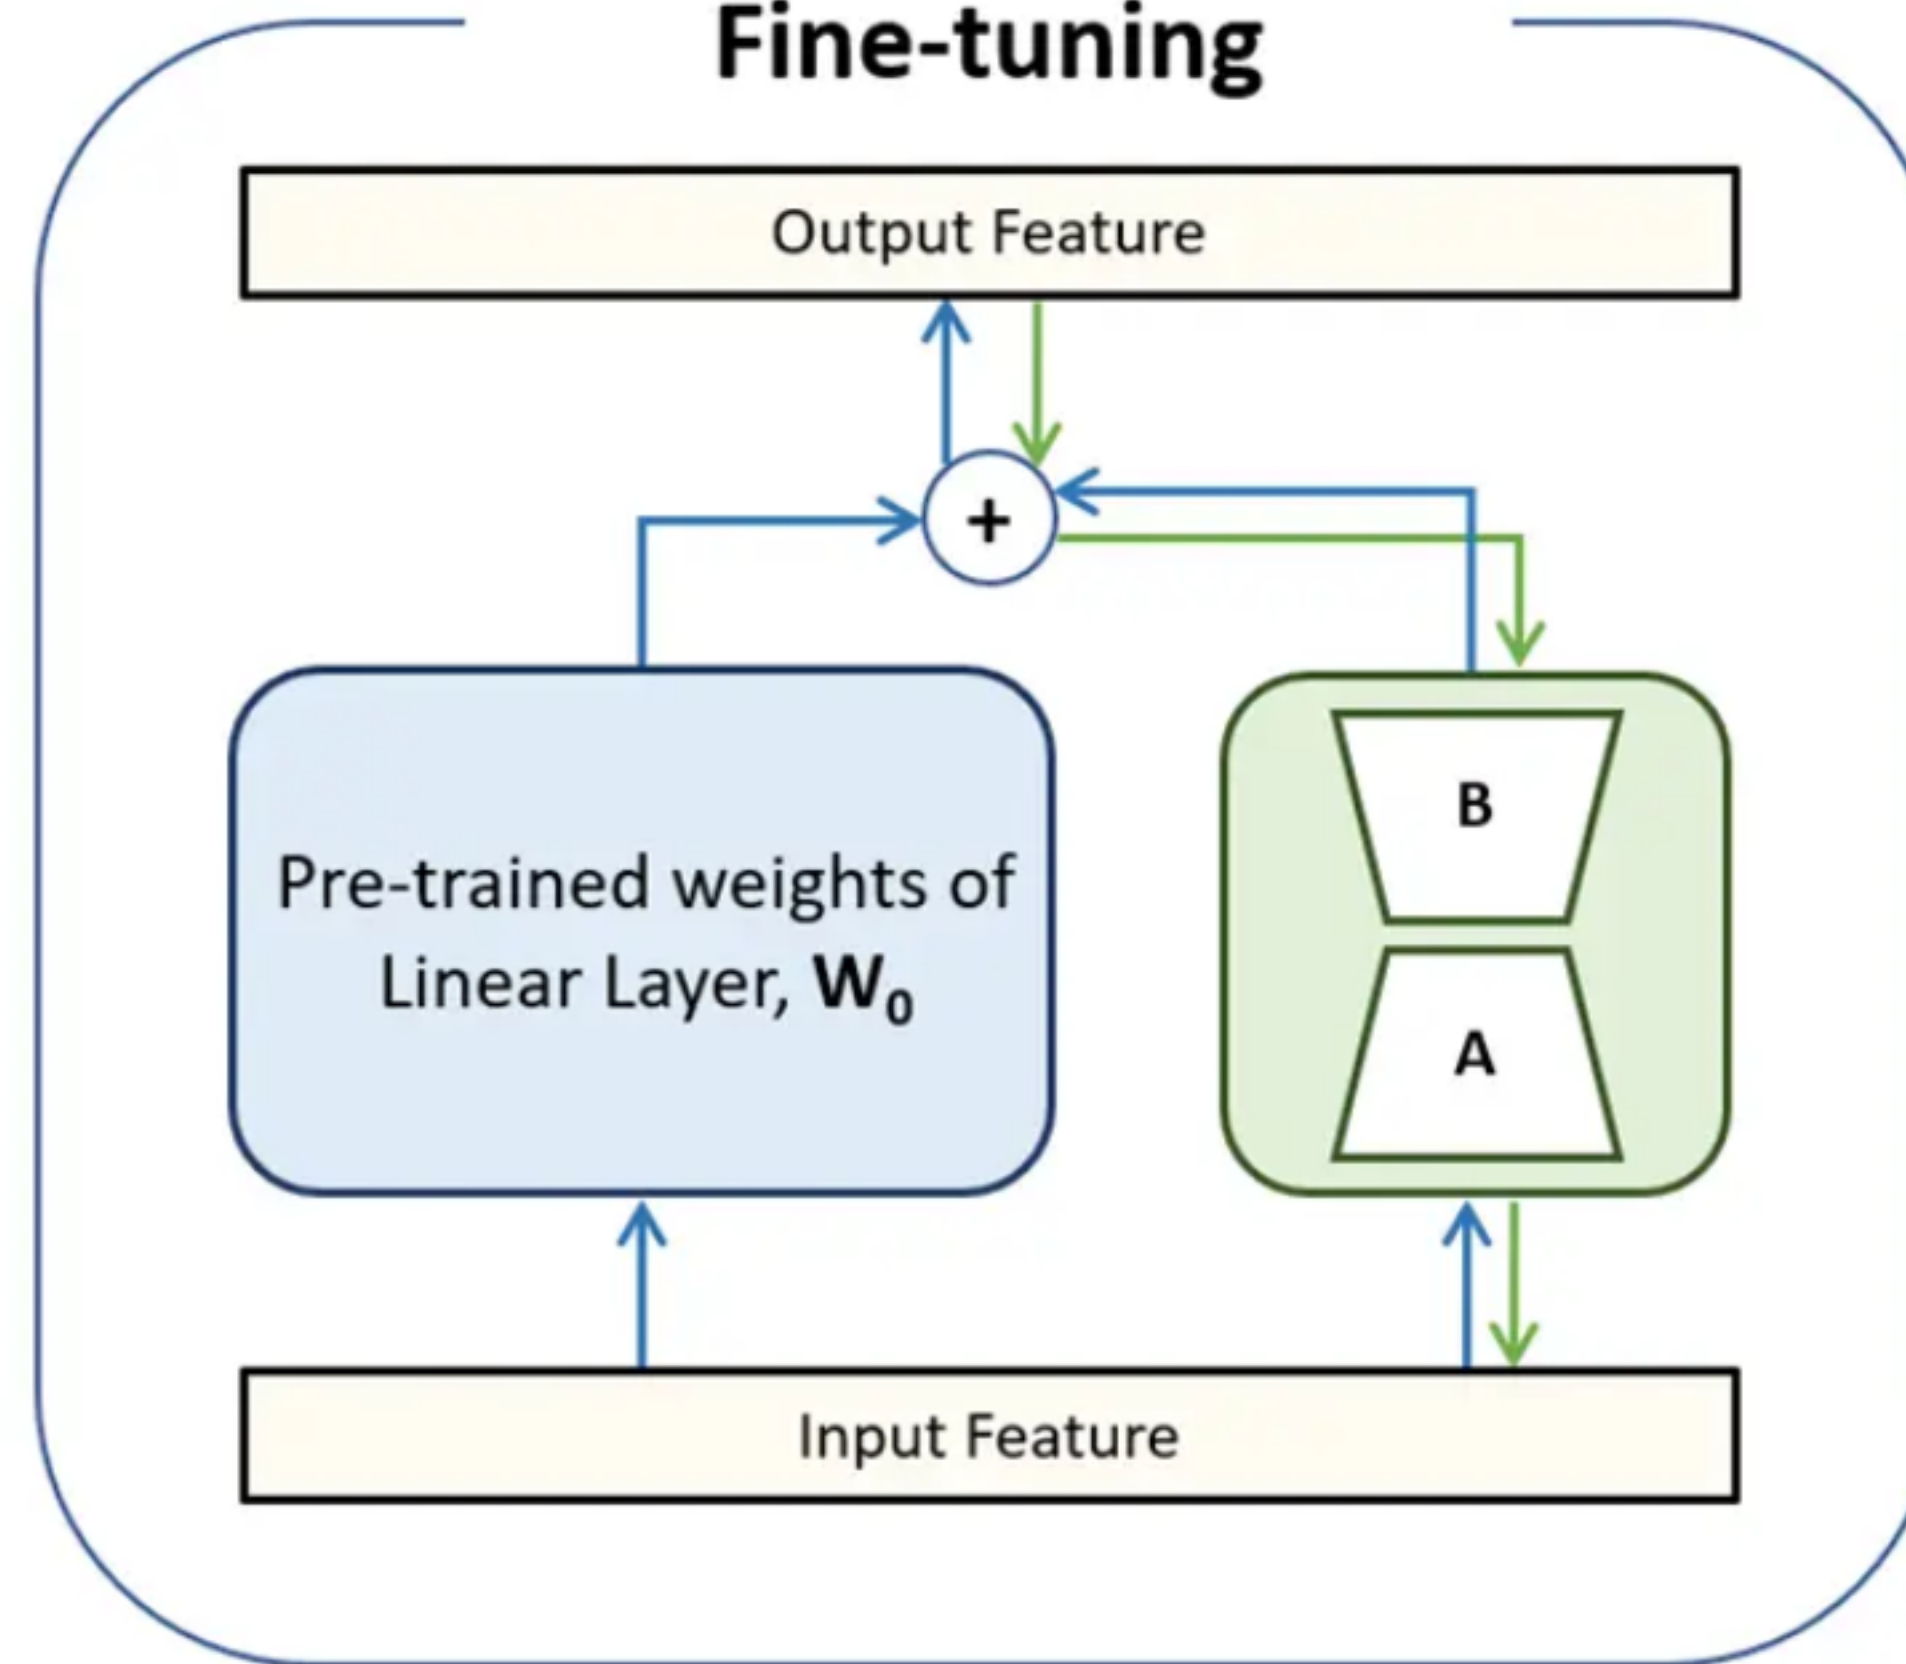 Fine-tuning
Output Feature
+
B
Pre-trained weights of
Linear Layer, W₀
A
Input Feature